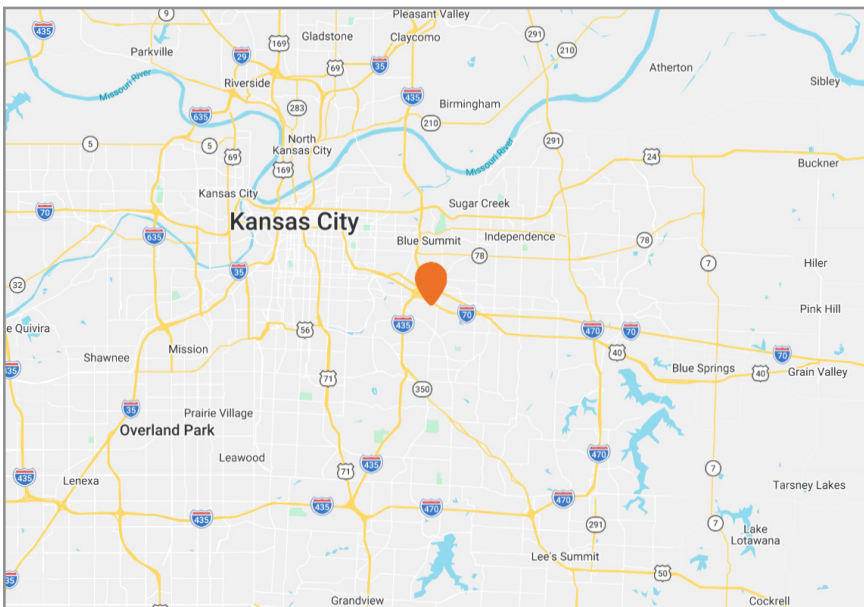 9
Pleasant Valley
435
Gladstone
169
Claycomo
291
210
Parkville
29
69
35
Atherton
Riverside
Sibley
Missouri River
435
Birmingham
283
635
210
North
Kansas City
291
5
5
69
Missouri River
24
169
Buckner
Kansas City
Sugar Creek
70
Kansas City
635
Blue Summit
Independence
78
78
35
7
Hiler
32
Pink Hill
70
435
e Quivira
56
470
70
Mission
40
70
Shawnee
71
Blue Springs
40
Grain Valley
435
350
35
Prairie Village
Overland Park
Leawood
470
435
71
435
7
Lenexa
Tarsney Lakes
435
435
470
470
291
7
Lake
Lotawana
Lee's Summit
50
35
Grandview
Cockrell